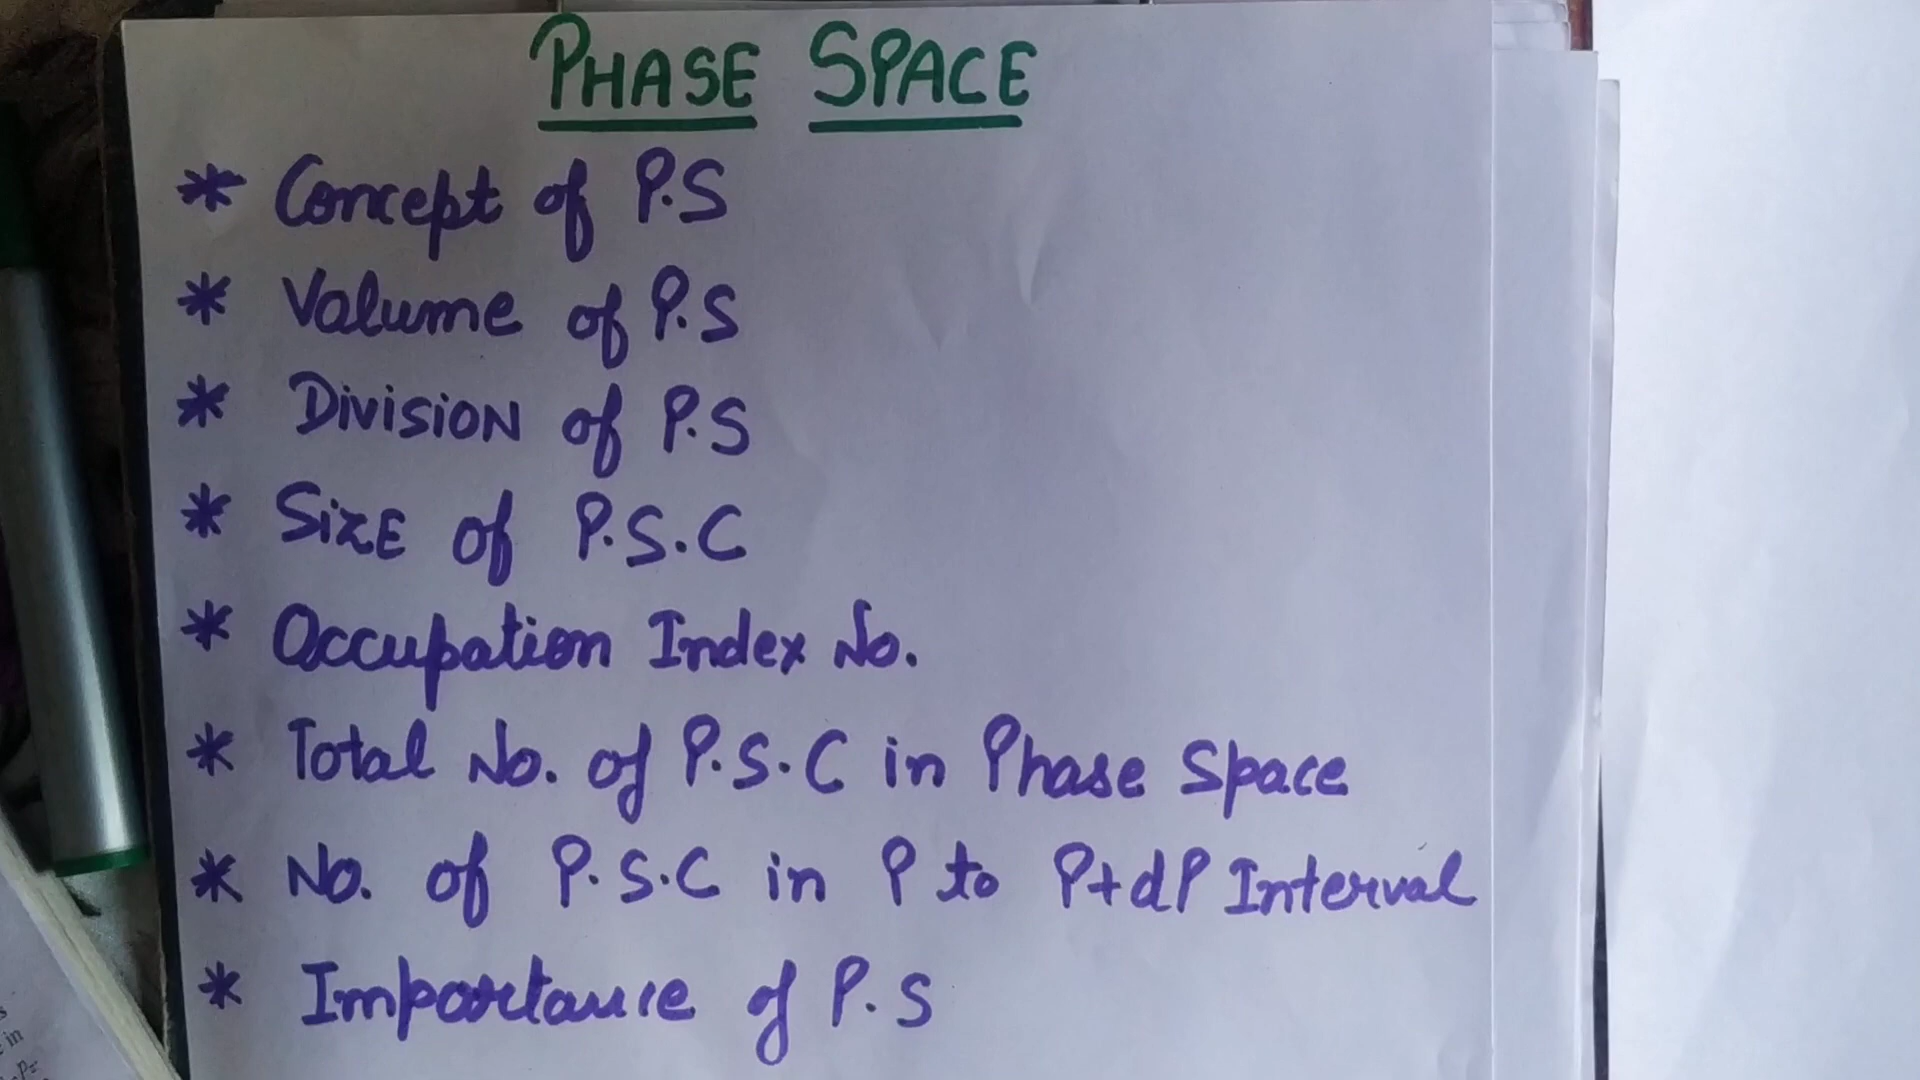 PHASE SPACE
* Concept of P.S
* Volume of P.S
* Division of P.S
* SizE of P.S.C
* Occupation Index No.
* Total No. of P.S.C in Phase Space
* No. of P.S.C in P to P+dP Interval
* Importance of P.S
in
P=